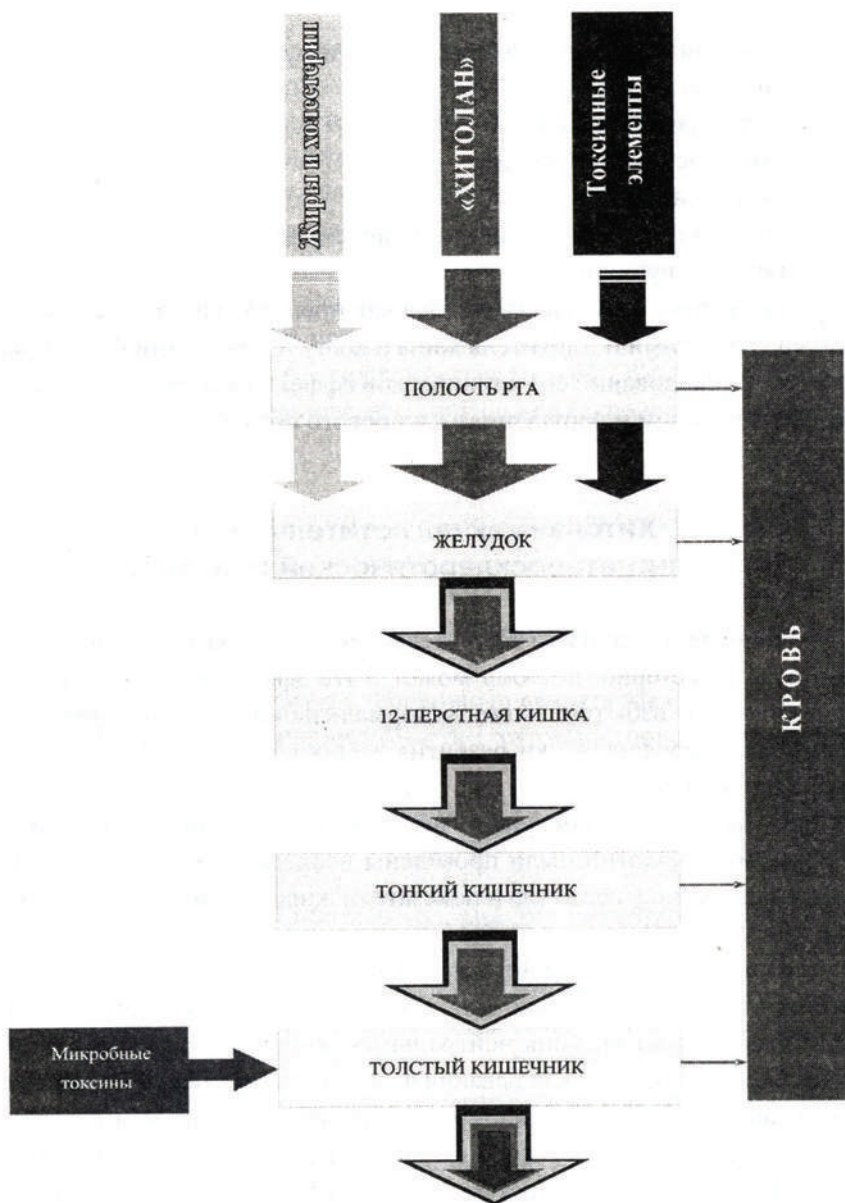 Жиры и холестерин
«ХИТОЛАН»
Токсичные
элементы
ПОЛОСТЬ РТА
ЖЕЛУДОК
12-ПЕРСТНАЯ КИШКА
ТОНКИЙ КИШЕЧНИК
Микробные
токсины
ТОЛСТЫЙ КИШЕЧНИК
КРОВЬ